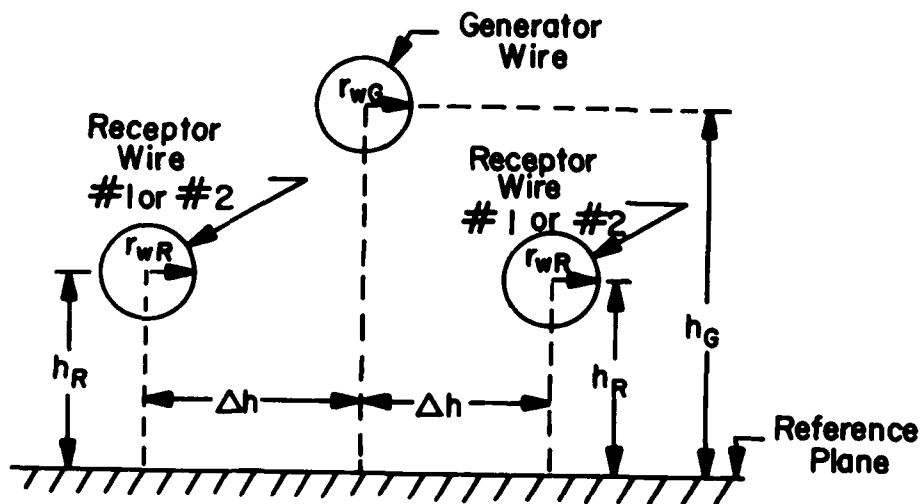 Generator
Wire
r_wG
Receptor
Wire
#1 or #2
Receptor
Wire
#1 or #2
r_wR
r_wR
h_R
Δh
Δh
h_R
h_G
Reference
Plane